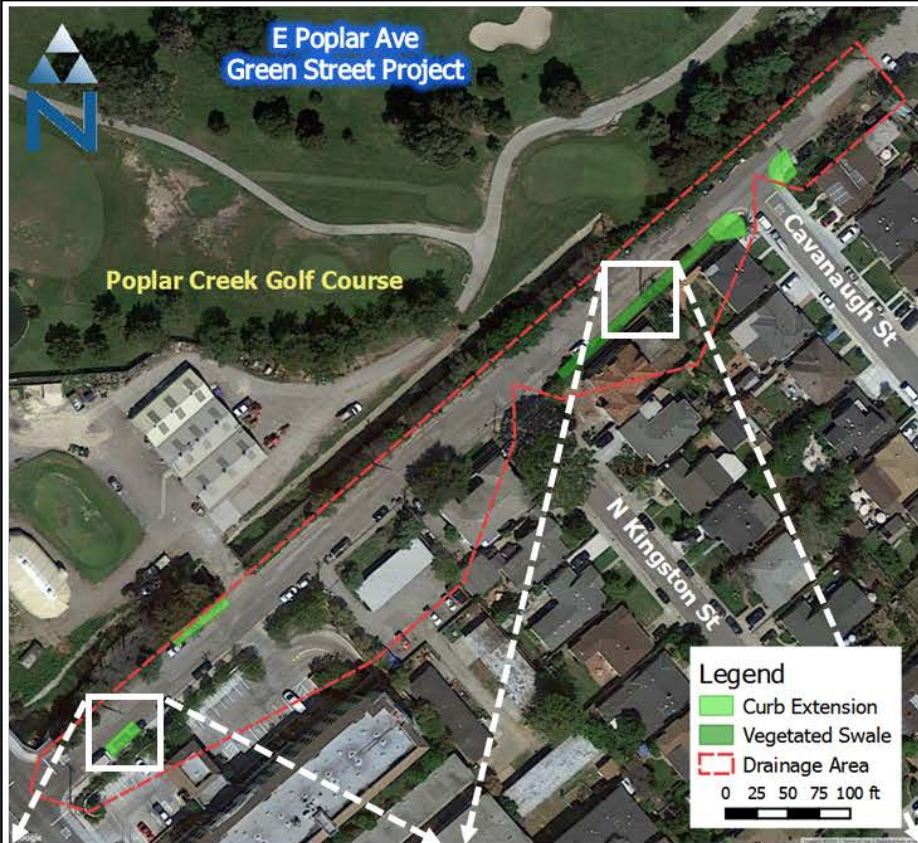 E Poplar Ave
Green Street Project
N
Poplar Creek Golf Course
Cavanaugh St
N Kingston St
Legend
Curb Extension
Vegetated Swale
Drainage Area
0 25 50 75 100 ft
Google